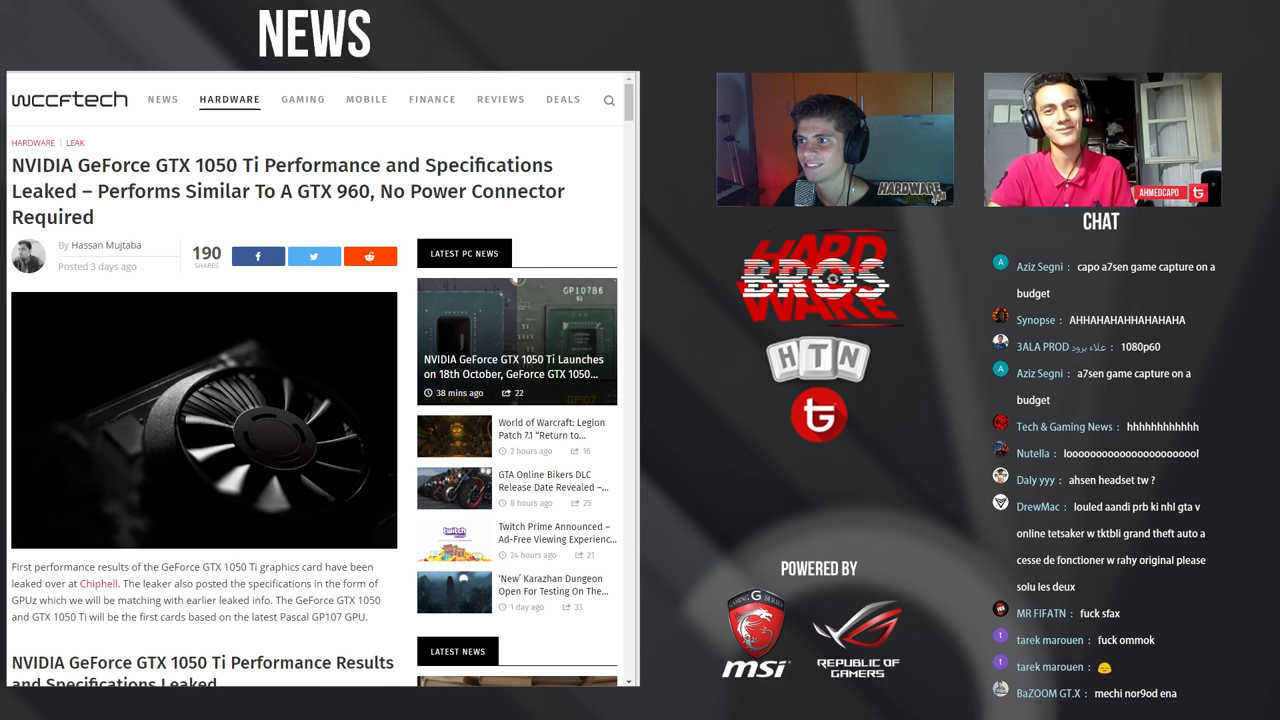 NEWS
wccftech
NEWS HARDWARE GAMING MOBILE FINANCE REVIEWS DEALS
HARDWARE LEAK
NVIDIA GeForce GTX 1050 Ti Performance and Specifications
Leaked – Performs Similar To A GTX 960, No Power Connector
Required
By Hassan Mujtaba
Posted 3 days ago
190
SHARES
First performance results of the GeForce GTX 1050 Ti graphics card have been
leaked over at Chiphell. The leaker also posted the specifications in the form of
GPUz which we will be matching with earlier leaked info. The GeForce GTX 1050
and GTX 1050 Ti will be the first cards based on the latest Pascal GP107 GPU.
NVIDIA GeForce GTX 1050 Ti Performance Results
and Specifications Leaked
LATEST PC NEWS
GP107
NVIDIA GeForce GTX 1050 Ti Launches
on 18th October, GeForce GTX 1050...
38 mins ago 22
World of Warcraft: Legion
Patch 7.1 “Return to...
2 hours ago 16
GTA Online Bikers DLC
Release Date Revealed –...
8 hours ago 25
twitch
Twitch Prime Announced –
Ad-Free Viewing Experienc...
24 hours ago 21
‘New’ Karazhan Dungeon
Open For Testing On The...
1 day ago 33
LATEST NEWS
HARDWARE
AHMEDCAPO
HARD
BROS
WARE
HTN
tG
POWERED BY
GAMING G SERIES
msi
REPUBLIC OF
GAMERS
CHAT
Aziz Segni : capo a7sen game capture on a
budget
Synopse : AHHAHAHAHHAHAHAHA
3ALA PROD علاء برود : 1080p60
Aziz Segni : a7sen game capture on a
budget
Tech & Gaming News : hhhhhhhhhhhh
Nutella : looooooooooooooooooooool
Daly yyy : ahsen headset tw ?
DrewMac : louled aandi prb ki nhl gta v
online tetsaker w tktbli grand theft auto a
cesse de fonctioner w rahy original please
solu les deux
MR FIFATN : fuck sfax
tarek marouen : fuck ommok
tarek marouen : 😔
BaZOOM GT.X : mechi nor9od ena